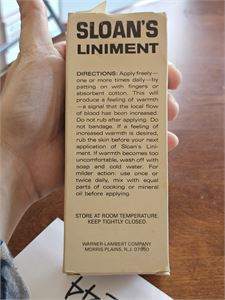 SLOAN'S
LINIMENT
DIRECTIONS: Apply freely—
one or more times daily—by
patting on with fingers or
absorbent cotton. This will
produce a feeling of warmth
—a signal that the local flow
of blood has been increased.
Do not rub after applying. Do
not bandage. If a feeling of
increased warmth is desired,
rub the skin before your next
application of Sloan's Lini-
ment. If warmth becomes too
uncomfortable, wash off with
soap and cold water. For
milder action: use once or
twice daily, mix with equal
parts of cooking or mineral
oil before applying.
STORE AT ROOM TEMPERATURE.
KEEP TIGHTLY CLOSED.
WARNER-LAMBERT COMPANY
MORRIS PLAINS, N.J. 07950